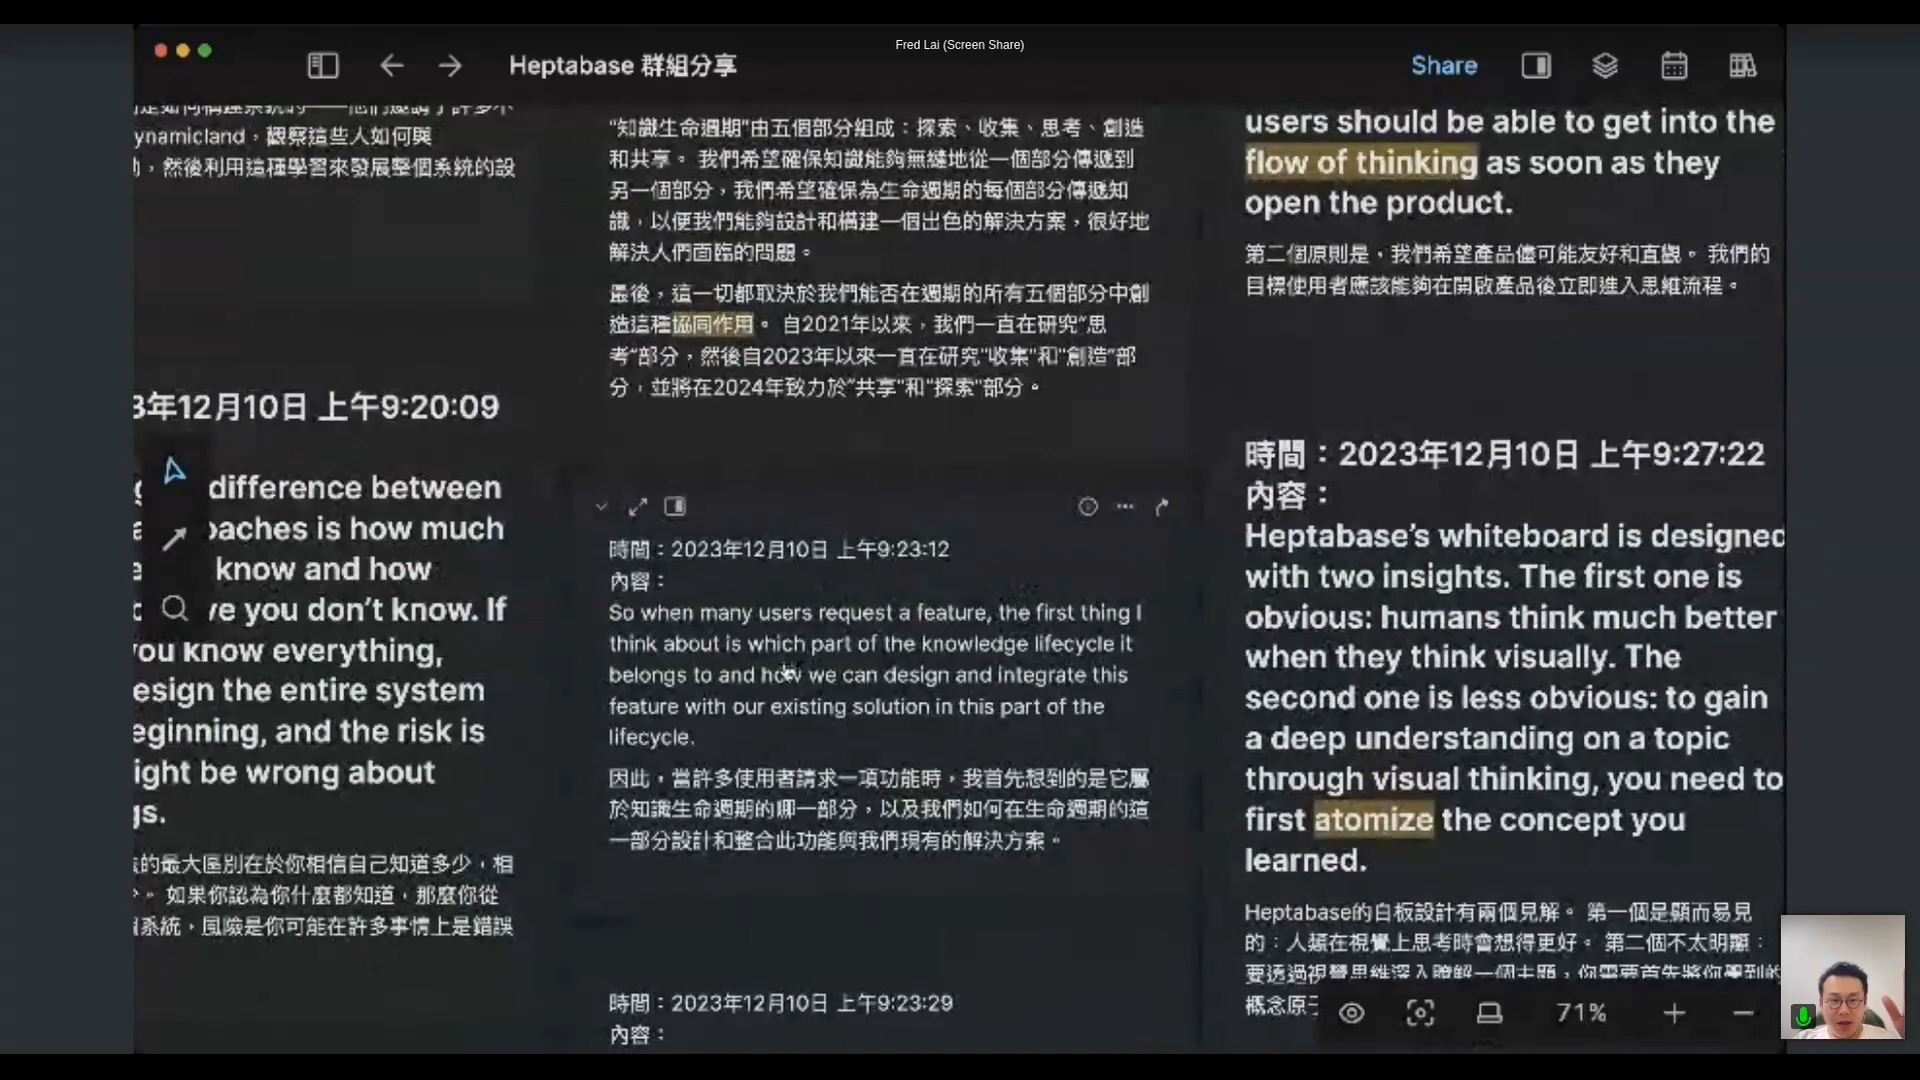 Fred Lai (Screen Share)
Heptabase 群組分享
Share
ynamicland，觀察這些人如何與
，然後利用這種學習來發展整個系統的設
3年12月10日 上午9:20:09
difference between
oaches is how much
know and how
ve you don't know. If
you know everything,
esign the entire system
eginning, and the risk is
ight be wrong about
gs.
的最大區別在於你相信自己知道多少，相
。 如果你認為你什麼都知道，那麼你從
系統，風險是你可能在許多事情上是錯誤
“知識生命週期”由五個部分組成：探索、收集、思考、創造
和共享。 我們希望確保知識能夠無縫地從一個部分傳遞到
另一個部分，我們希望確保為生命週期的每個部分傳遞知
識，以便我們能夠設計和構建一個出色的解決方案，很好地
解決人們面臨的問題。
最後，這一切都取決於我們能否在週期的所有五個部分中創
造這種協同作用。 自2021年以來，我們一直在研究“思
考”部分，然後自2023年以來一直在研究"收集"和"創造"部
分，並將在2024年致力於"共享"和"探索"部分。
時間：2023年12月10日 上午9:23:12
內容：
So when many users request a feature, the first thing I
think about is which part of the knowledge lifecycle it
belongs to and how we can design and integrate this
feature with our existing solution in this part of the
lifecycle.
因此，當許多使用者請求一項功能時，我首先想到的是它屬
於知識生命週期的哪一部分，以及我們如何在生命週期的這
一部分設計和整合此功能與我們現有的解決方案。
時間：2023年12月10日 上午9:23:29
內容：
users should be able to get into the
flow of thinking as soon as they
open the product.
第二個原則是，我們希望產品儘可能友好和直觀。 我們的
目標使用者應該能夠在開啟產品後立即進入思維流程。
時間：2023年12月10日 上午9:27:22
內容：
Heptabase’s whiteboard is designed
with two insights. The first one is
obvious: humans think much better
when they think visually. The
second one is less obvious: to gain
a deep understanding on a topic
through visual thinking, you need to
first atomize the concept you
learned.
Heptabase的白板設計有兩個見解。 第一個是顯而易見
的：人類在視覺上思考時會想得更好。 第二個不太明顯：
要透過視覺思維深入瞭解一個主題，你需要首先將你學到的
概念原子
71%